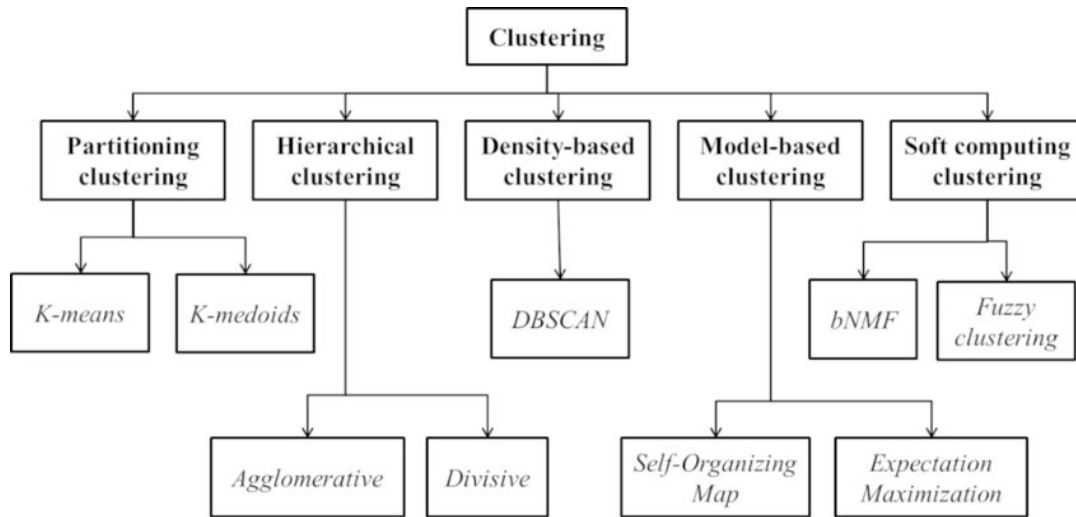 Clustering
Partitioning
clustering
Hierarchical
clustering
Density-based
clustering
Model-based
clustering
Soft computing
clustering
K-means
K-medoids
DBSCAN
bNMF
Fuzzy
clustering
Agglomerative
Divisive
Self-Organizing
Map
Expectation
Maximization